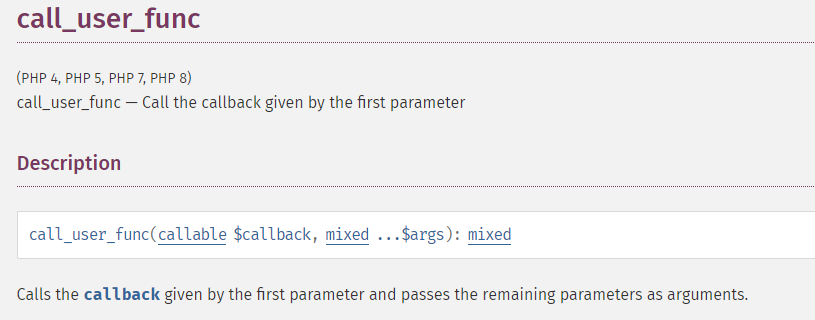 call_user_func
(PHP 4, PHP 5, PHP 7, PHP 8)
call_user_func — Call the callback given by the first parameter
Description
call_user_func(callable $callback, mixed ...$args): mixed
Calls the callback given by the first parameter and passes the remaining parameters as arguments.